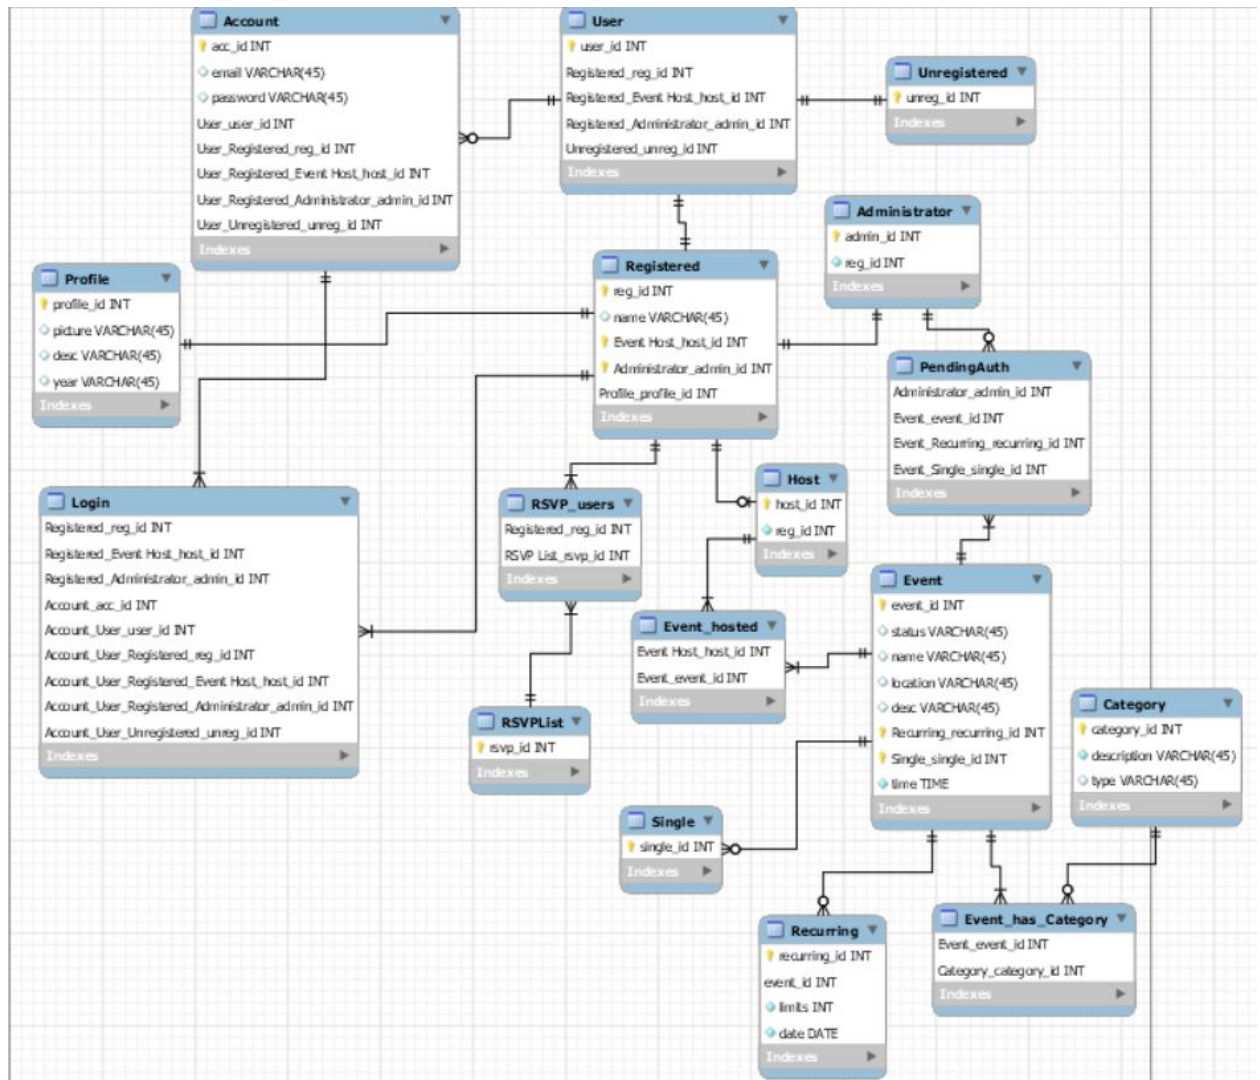 Account
acc_id INT
email VARCHAR(45)
password VARCHAR(45)
User_user_id INT
User_Registered_reg_id INT
User_Registered_Event Host_host_id INT
User_Registered_Administrator_admin_id INT
User_Unregistered_unreg_id INT
Indexes
User
user_id INT
Registered_reg_id INT
Registered_Event Host_host_id INT
Registered_Administrator_admin_id INT
Unregistered_unreg_id INT
Indexes
Unregistered
unreg_id INT
Indexes
Administrator
admin_id INT
reg_id INT
Indexes
Profile
profile_id INT
picture VARCHAR(45)
desc VARCHAR(45)
year VARCHAR(45)
Indexes
Registered
reg_id INT
name VARCHAR(45)
Event Host_host_id INT
Administrator_admin_id INT
Profile_profile_id INT
Indexes
PendingAuth
Administrator_admin_id INT
Event_event_id INT
Event_Recurring_recurring_id INT
Event_Single_single_id INT
Indexes
Login
Registered_reg_id INT
Registered_Event Host_host_id INT
Registered_Administrator_admin_id INT
Account_acc_id INT
Account_User_user_id INT
Account_User_Registered_reg_id INT
Account_User_Registered_Event Host_host_id INT
Account_User_Registered_Administrator_admin_id INT
Account_User_Unregistered_unreg_id INT
Indexes
RSVP_users
Registered_reg_id INT
RSVP List_rsvp_id INT
Indexes
Host
host_id INT
reg_id INT
Indexes
Event_hosted
Event Host_host_id INT
Event_event_id INT
Indexes
Event
event_id INT
status VARCHAR(45)
name VARCHAR(45)
location VARCHAR(45)
desc VARCHAR(45)
Recurring_recurring_id INT
Single_single_id INT
time TIME
Indexes
Category
category_id INT
description VARCHAR(45)
type VARCHAR(45)
Indexes
RSVPList
rsvp_id INT
Indexes
Single
single_id INT
Indexes
Recurring
recurring_id INT
event_id INT
limits INT
date DATE
Indexes
Event_has_Category
Event_event_id INT
Category_category_id INT
Indexes